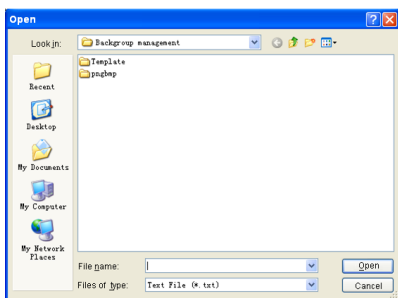 Open
Look in: Backgroup management
Template
pngbmp
Recent
Desktop
My Documents
My Computer
My Network
Places
File name: Open
Files of type: Text File (*.txt) Cancel